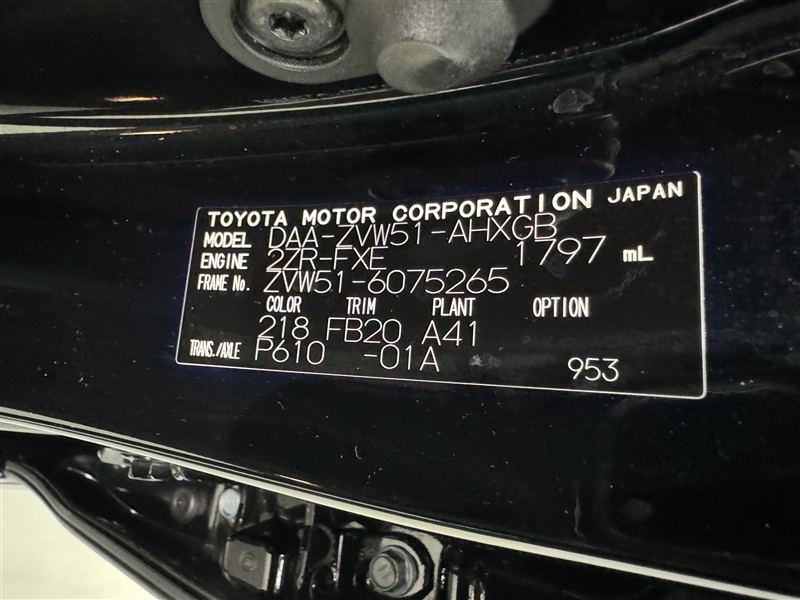 TOYOTA MOTOR CORPORATION JAPAN
MODEL DAA-ZVW51-AHXGB
ENGINE 2ZR-FXE 1797 mL
FRAME No. ZVW51-6075265
COLOR TRIM PLANT OPTION
218 FB20 A41
TRANS./AXLE P610 -01A 953